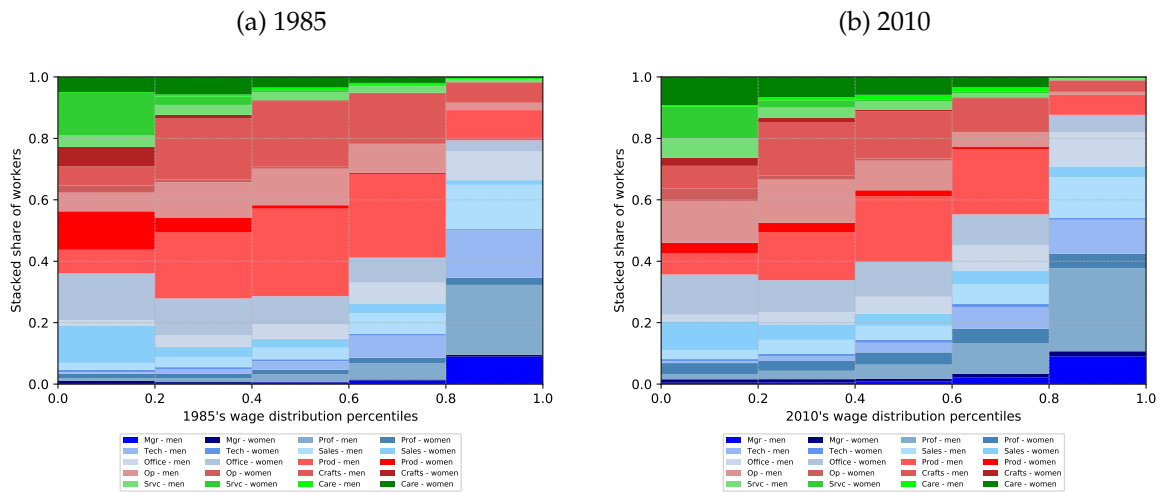 (a) 1985
(b) 2010
Stacked share of workers
1.0
0.8
0.6
0.4
0.2
0.0
0.0 0.2 0.4 0.6 0.8 1.0
1985's wage distribution percentiles
Mgr - men Mgr - women Prof - men Prof - women
Tech - men Tech - women Sales - men Sales - women
Office - men Office - women Prod - men Prod - women
Op - men Op - women Crafts - men Crafts - women
Srvc - men Srvc - women Care - men Care - women
Stacked share of workers
1.0
0.8
0.6
0.4
0.2
0.0
0.0 0.2 0.4 0.6 0.8 1.0
2010's wage distribution percentiles
Mgr - men Mgr - women Prof - men Prof - women
Tech - men Tech - women Sales - men Sales - women
Office - men Office - women Prod - men Prod - women
Op - men Op - women Crafts - men Crafts - women
Srvc - men Srvc - women Care - men Care - women